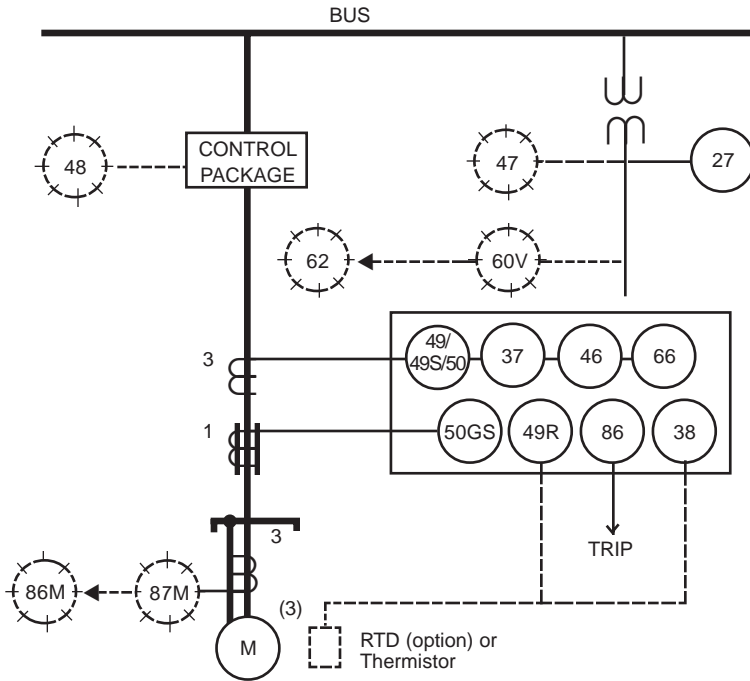 BUS
48
CONTROL
PACKAGE
47
27
62
60V
3
49/
49S/50
37
46
66
1
50GS
49R
86
38
3
TRIP
86M
87M
(3)
M
RTD (option) or
Thermistor